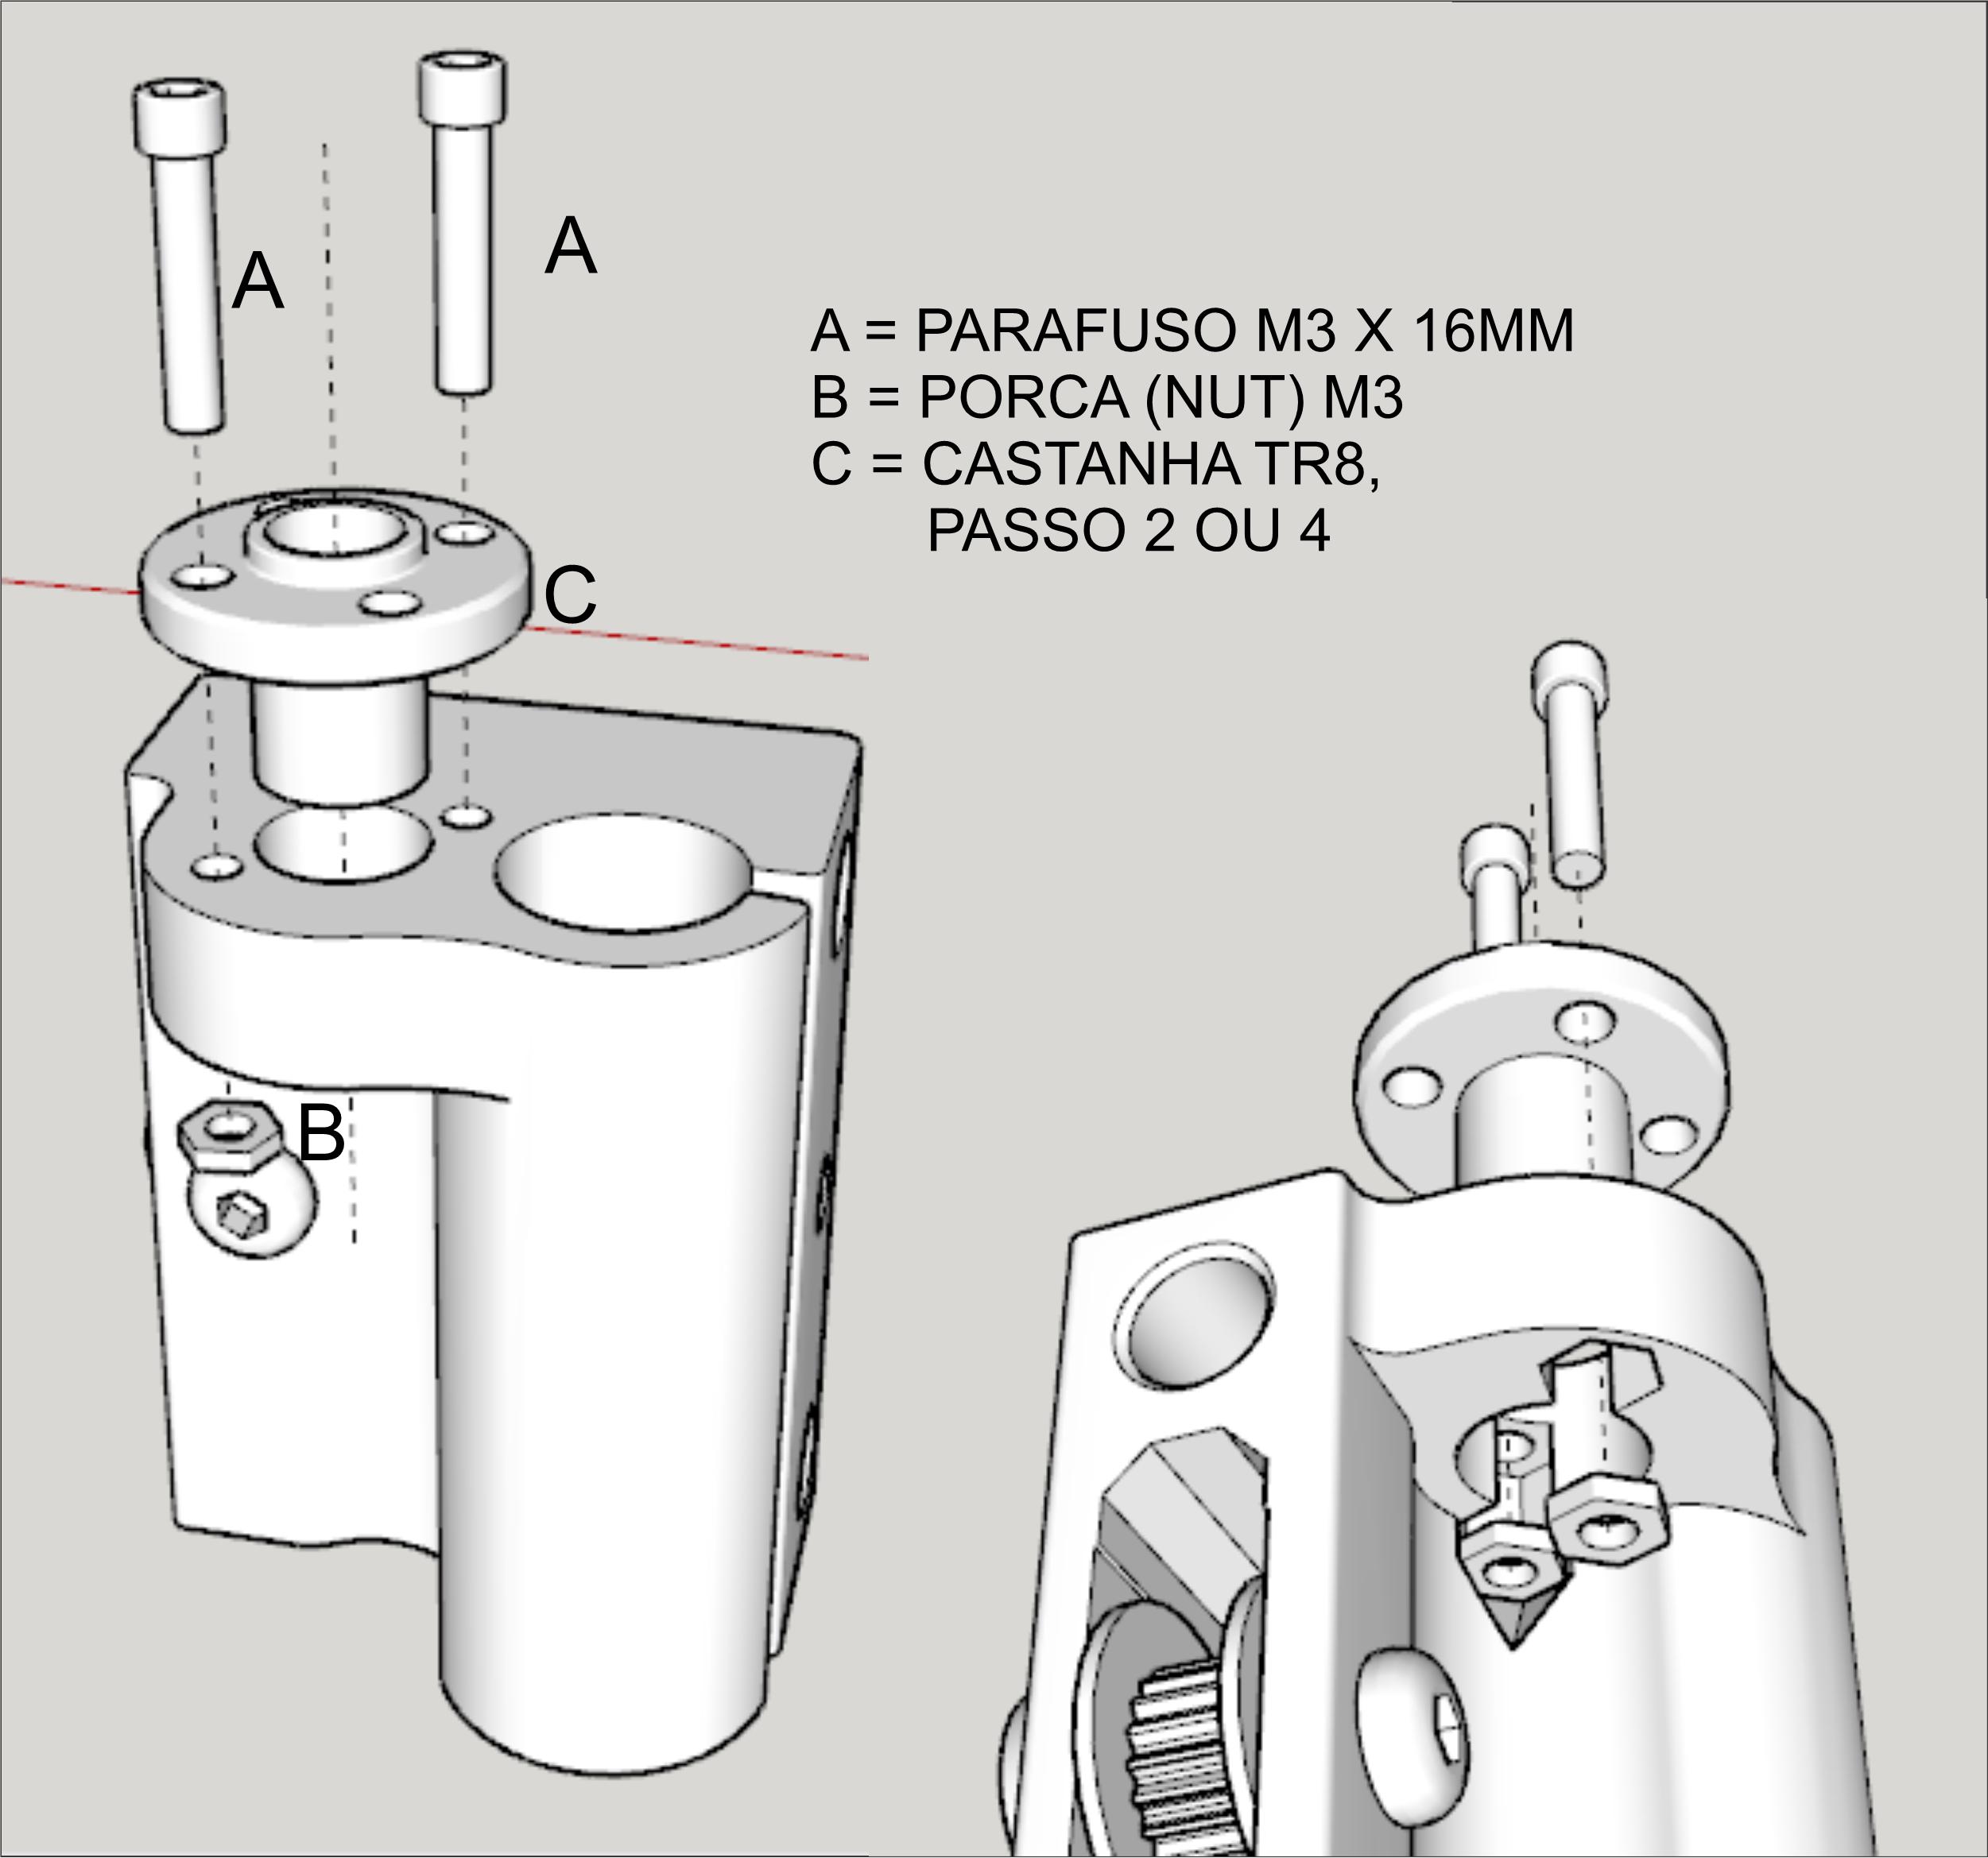 A
A
A = PARAFUSO M3 X 16MM
B = PORCA (NUT) M3
C = CASTANHA TR8,
PASSO 2 OU 4
C
B